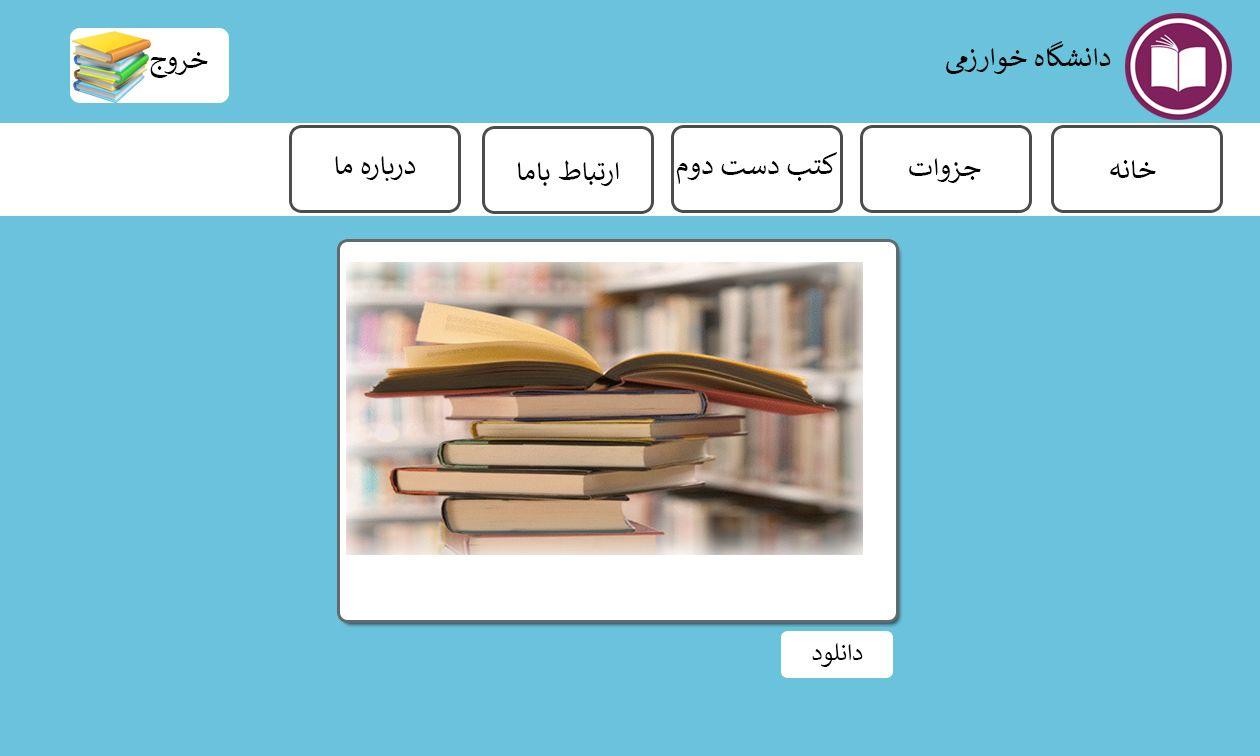 دانشگاه خوارزمی
خروج
خانه
جزوات
کتب دست دوم
ارتباط باما
درباره ما
دانلود